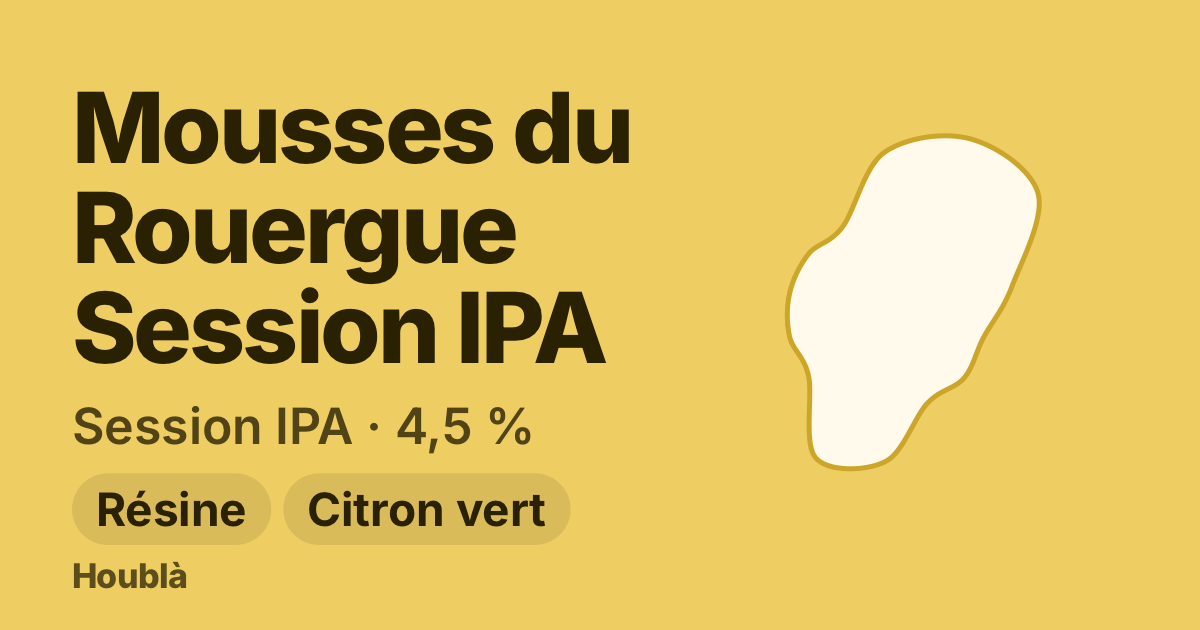 Mousses du
Rouergue
Session IPA
Session IPA · 4,5 %
Résine
Citron vert
Houblà